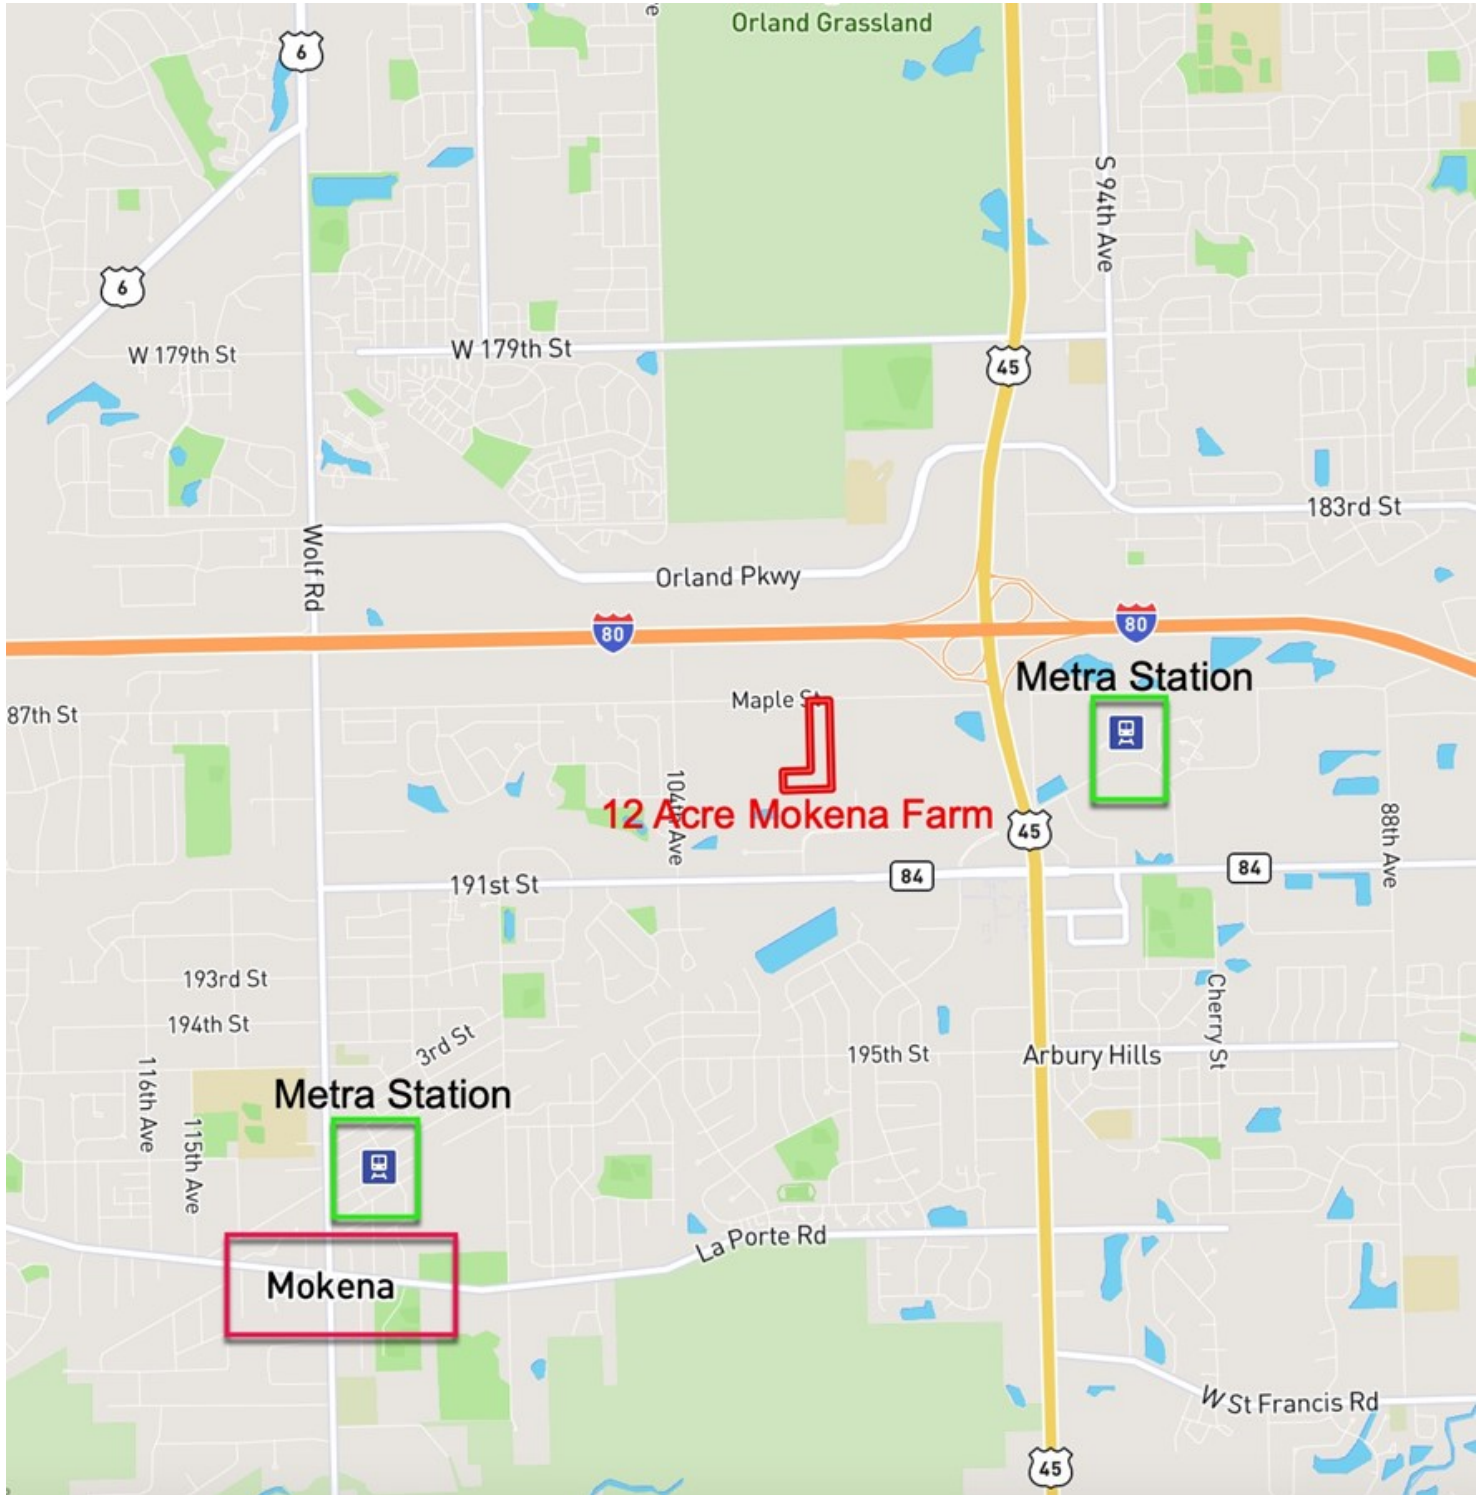 Orland Grassland
6
S 94th Ave
6
W 179th St
W 179th St
45
183rd St
Wolf Rd
Orland Pkwy
80
80
Metra Station
Maple St
87th St
104th Ave
12 Acre Mokena Farm
45
88th Ave
84
84
191st St
193rd St
Cherry St
194th St
3rd St
195th St
Arbury Hills
116th Ave
Metra Station
115th Ave
La Porte Rd
Mokena
W St Francis Rd
45